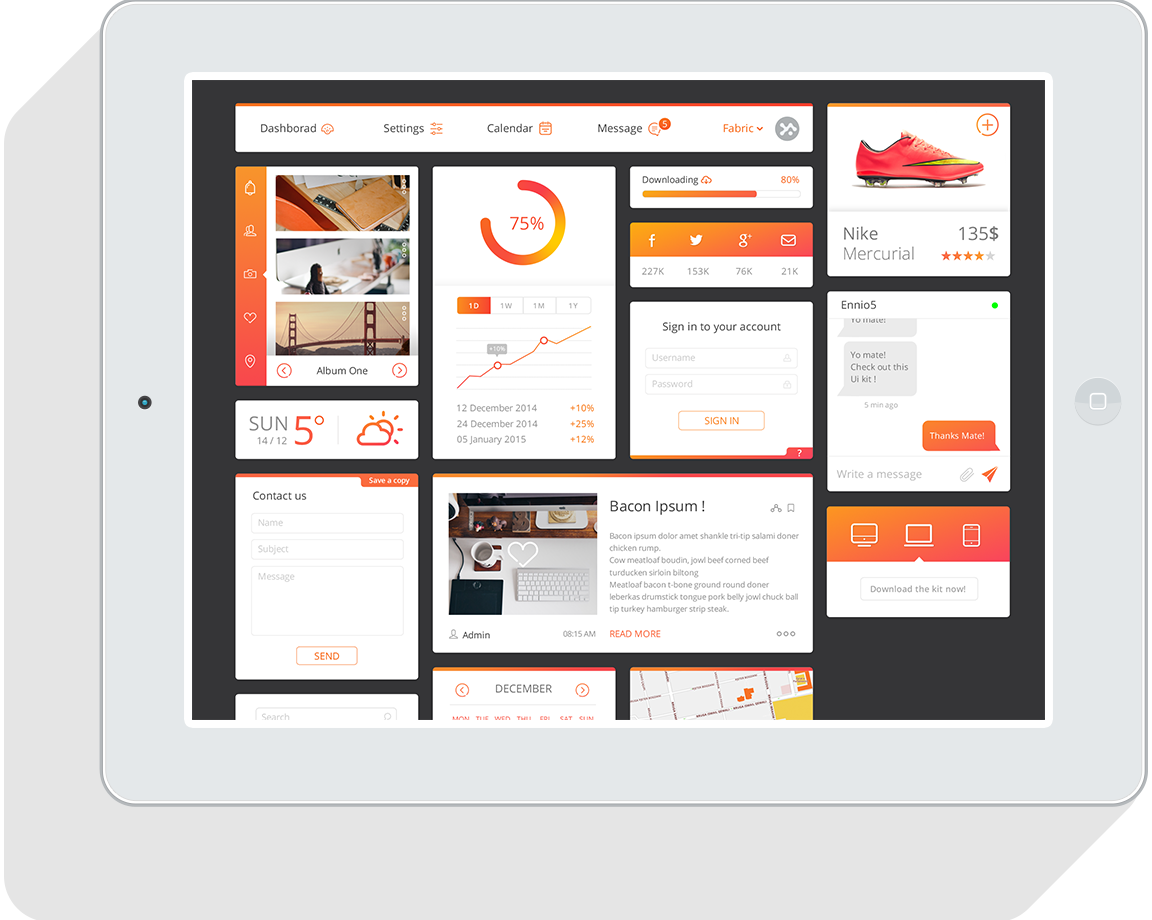 Dashborad
Settings
Calendar
Message
5
Fabric
Album One
SUN
14 / 12
5°
Save a copy
Contact us
Name
Subject
Message
SEND
Search
75%
1D 1W 1M 1Y
+10%
12 December 2014 +10%
24 December 2014 +25%
05 January 2015 +12%
Downloading 80%
f g+
227K 153K 76K 21K
Sign in to your account
Username
Password
SIGN IN
?
Bacon Ipsum !
Bacon ipsum dolor amet shankle tri-tip salami doner
chicken rump.
Cow meatloaf boudin, jowl beef corned beef
turducken sirloin biltong
Meatloaf bacon t-bone ground round doner
leberkas drumstick tongue pork belly jowl chuck ball
tip turkey hamburger strip steak.
Admin 08:15 AM
READ MORE
DECEMBER
MON TUE WED THU FRI SAT SUN
Nike 135$
Mercurial
Ennio5
Yo mate!
Yo mate!
Check out this
Ui kit !
5 min ago
Thanks Mate!
Write a message
Download the kit now!